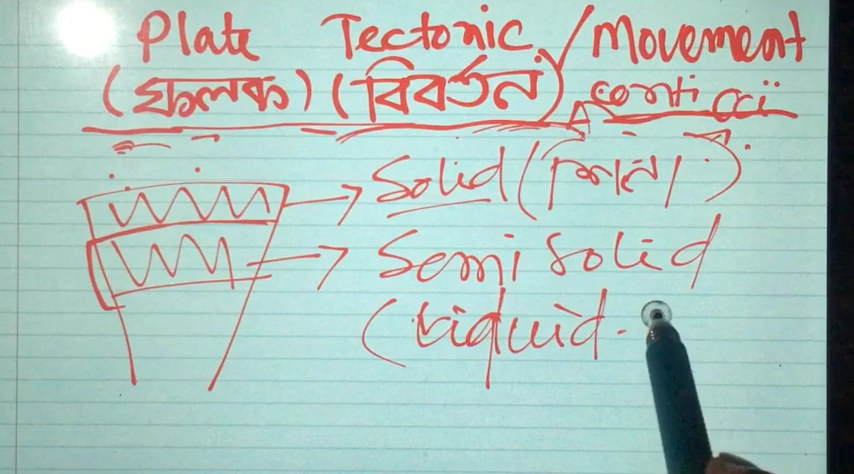 Plate Tectonic / Movement
(ফলক) (বিবর্তন)
Solid (শিলা)
Semi Solid
(Liquid.